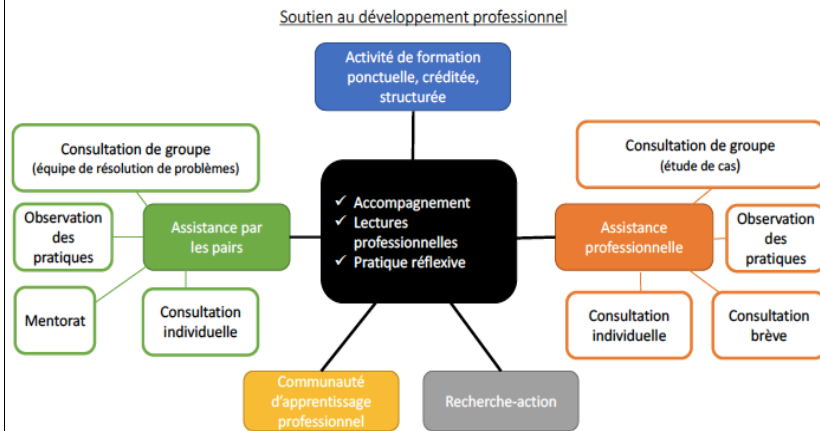 Soutien au développement professionnel
Activité de formation
ponctuelle, créditée,
structurée
Consultation de groupe
(équipe de résolution de problèmes)
Observation
des
pratiques
Assistance par
les pairs
Mentorat
Consultation
individuelle
✓ Accompagnement
✓ Lectures
professionnelles
✓ Pratique réflexive
Consultation de groupe
(étude de cas)
Assistance
professionnelle
Observation
des
pratiques
Consultation
individuelle
Consultation
brève
Communauté
d'apprentissage
professionnel
Recherche-action